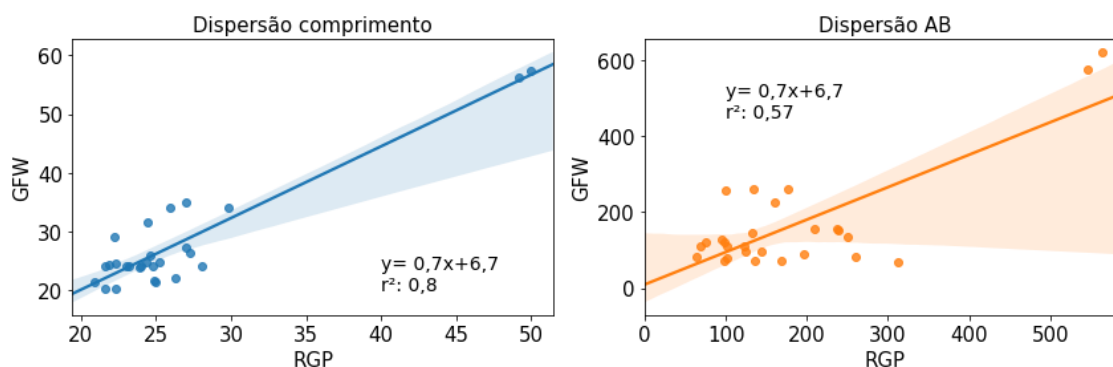 Dispersão comprimento
60
50
40
30
20
GFW
y= 0,7x+6,7
r²: 0,8
20 25 30 35 40 45 50
RGP
Dispersão AB
600
400
200
0
GFW
y= 0,7x+6,7
r²: 0,57
0 100 200 300 400 500
RGP